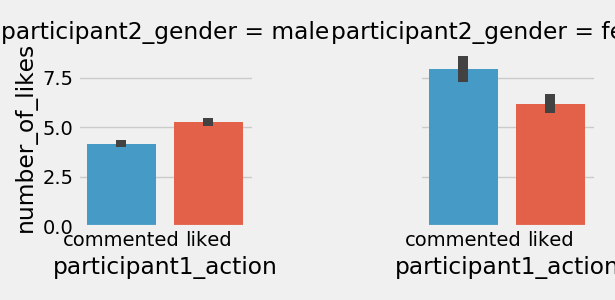 participant2_gender = male
participant2_gender = fe
number_of_likes
7.5
5.0
2.5
0.0
commented liked
commented liked
participant1_action
participant1_action